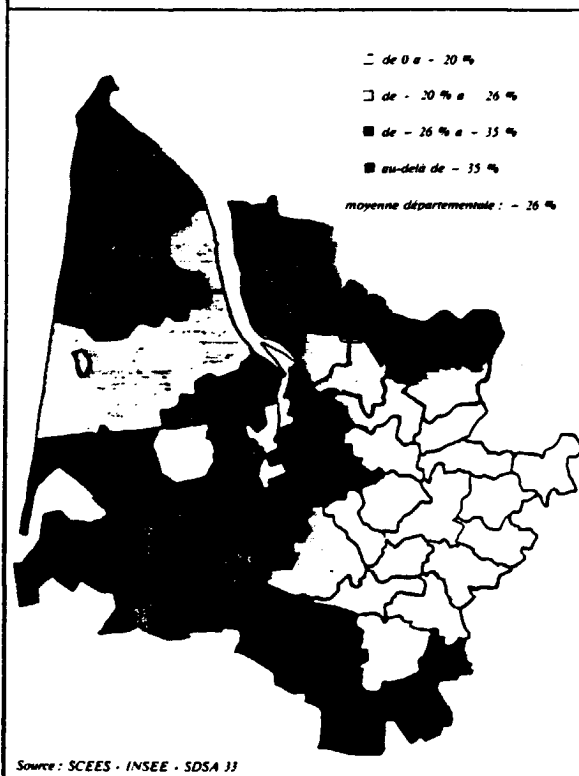 de 0 a - 20 %
de - 20 % a 26 %
de - 26 % a - 35 %
au-delà de - 35 %
moyenne départementale : - 26 %
Source : SCEES - INSEE - SDSA 33